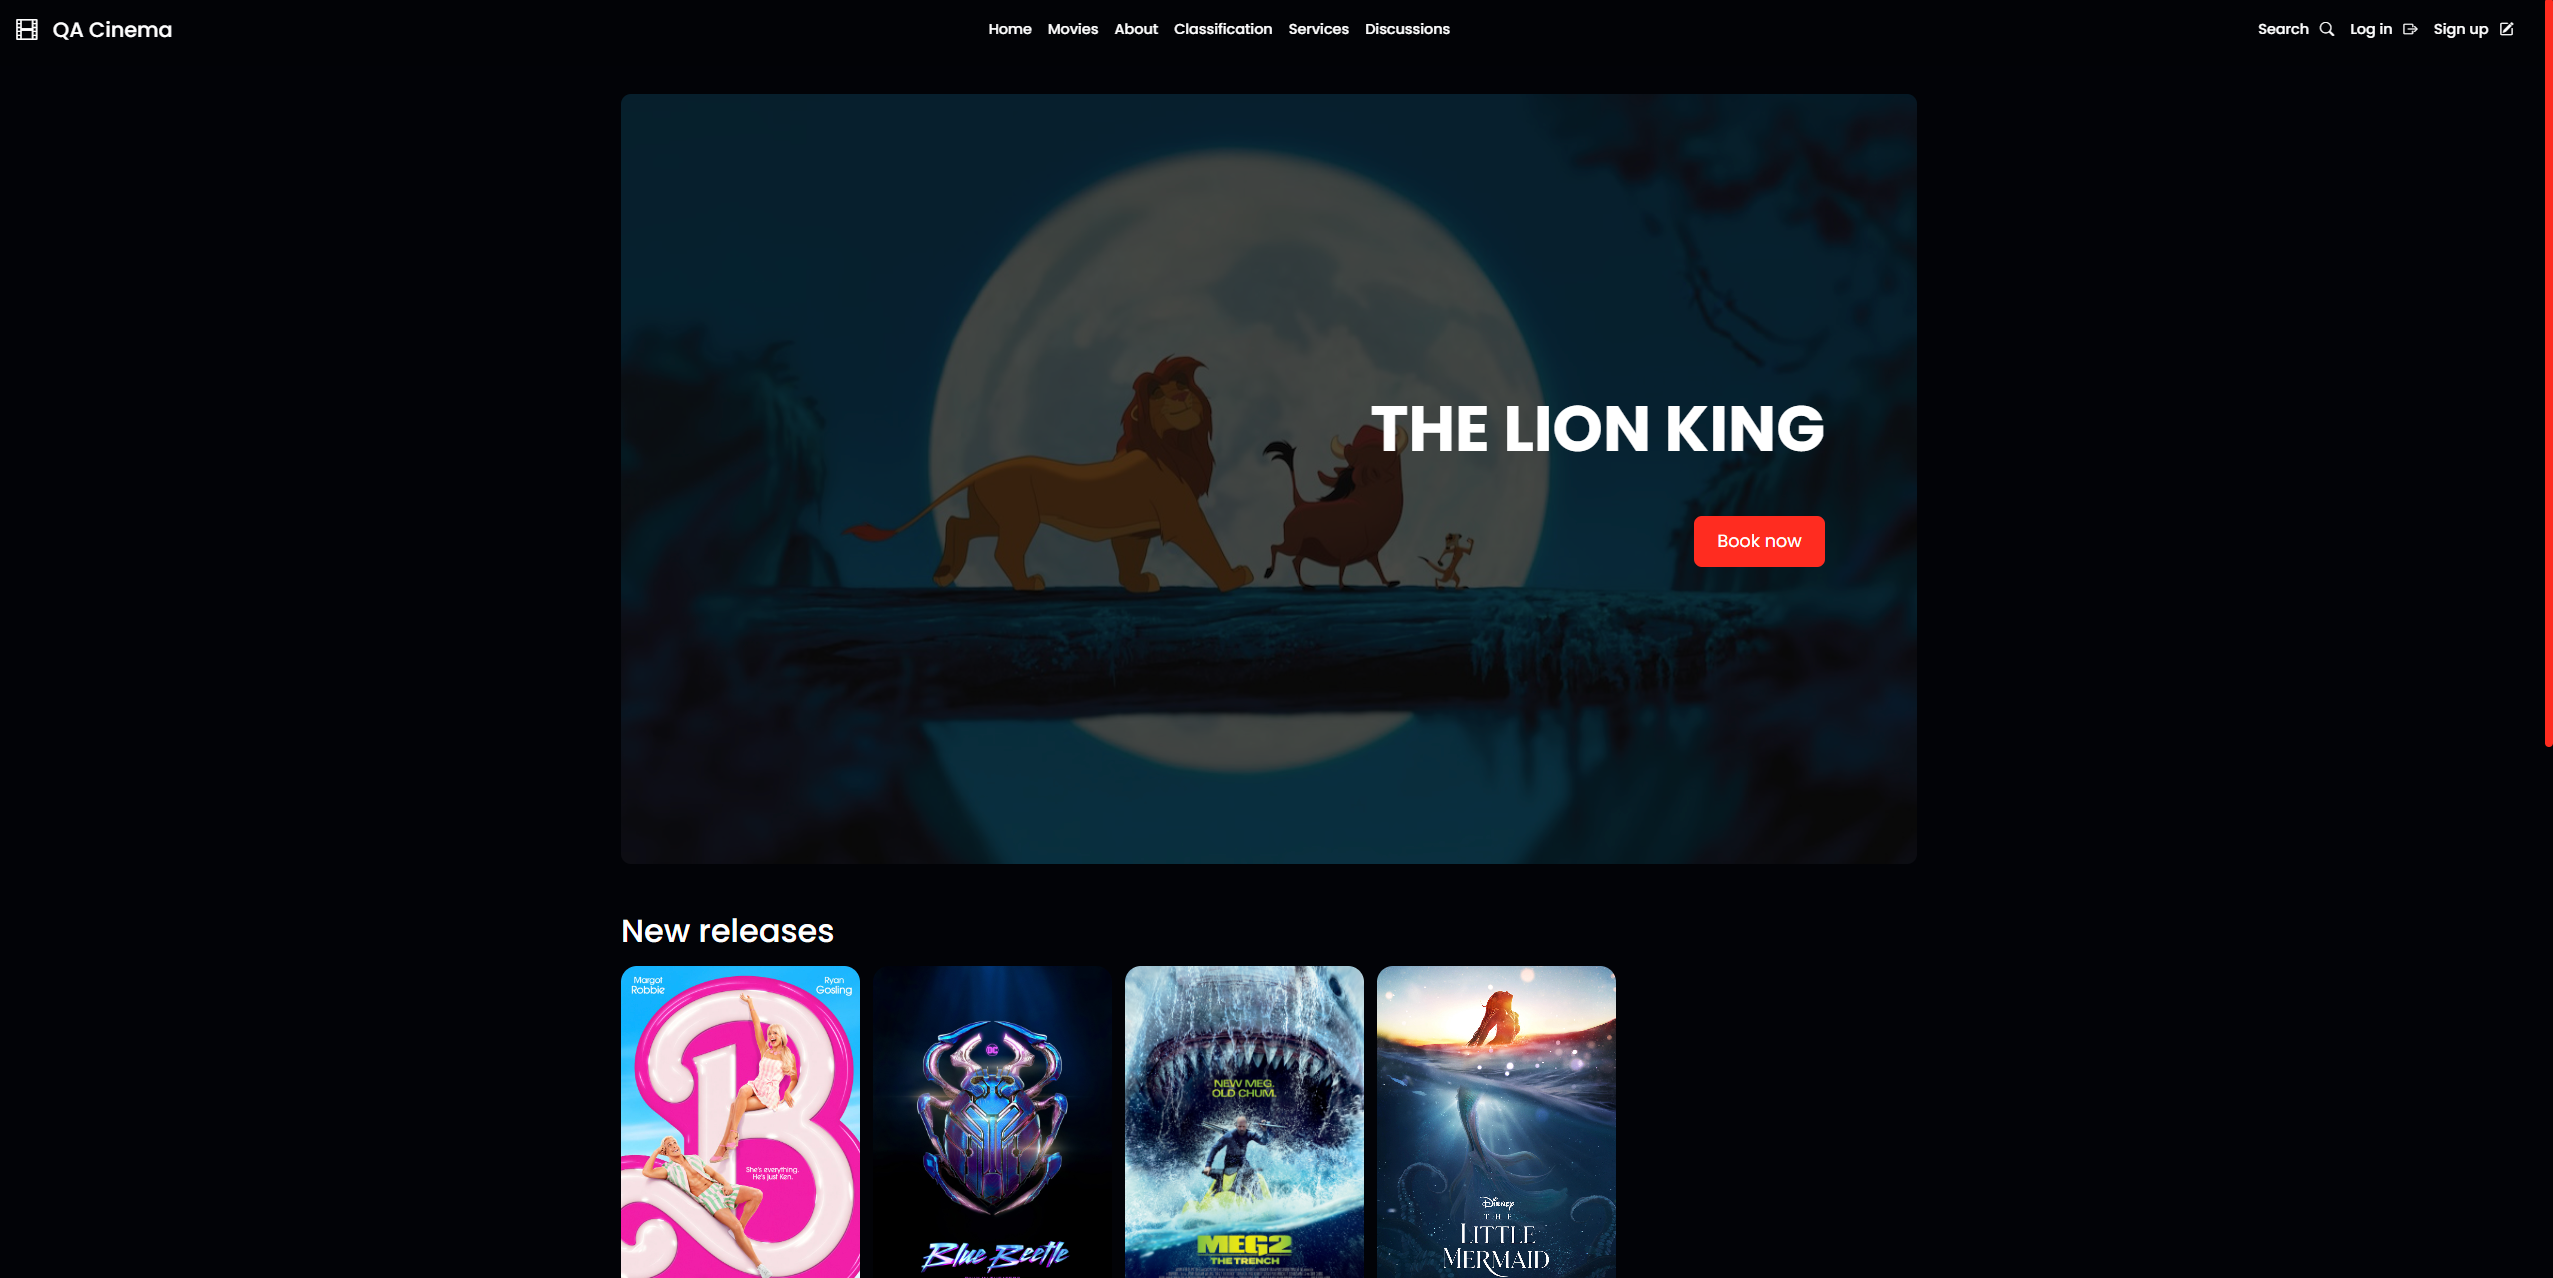 QA Cinema
Home Movies About Classification Services Discussions
Search Log in Sign up
THE LION KING
Book now
New releases
Margot
Robbie
Ryan
Gosling
She's everything.
He's just Ken.
DC
Blue Beetle
NEW MEG.
OLD CHUM.
MEG2
THE TRENCH
Disney
THE
LITTLE
MERMAID